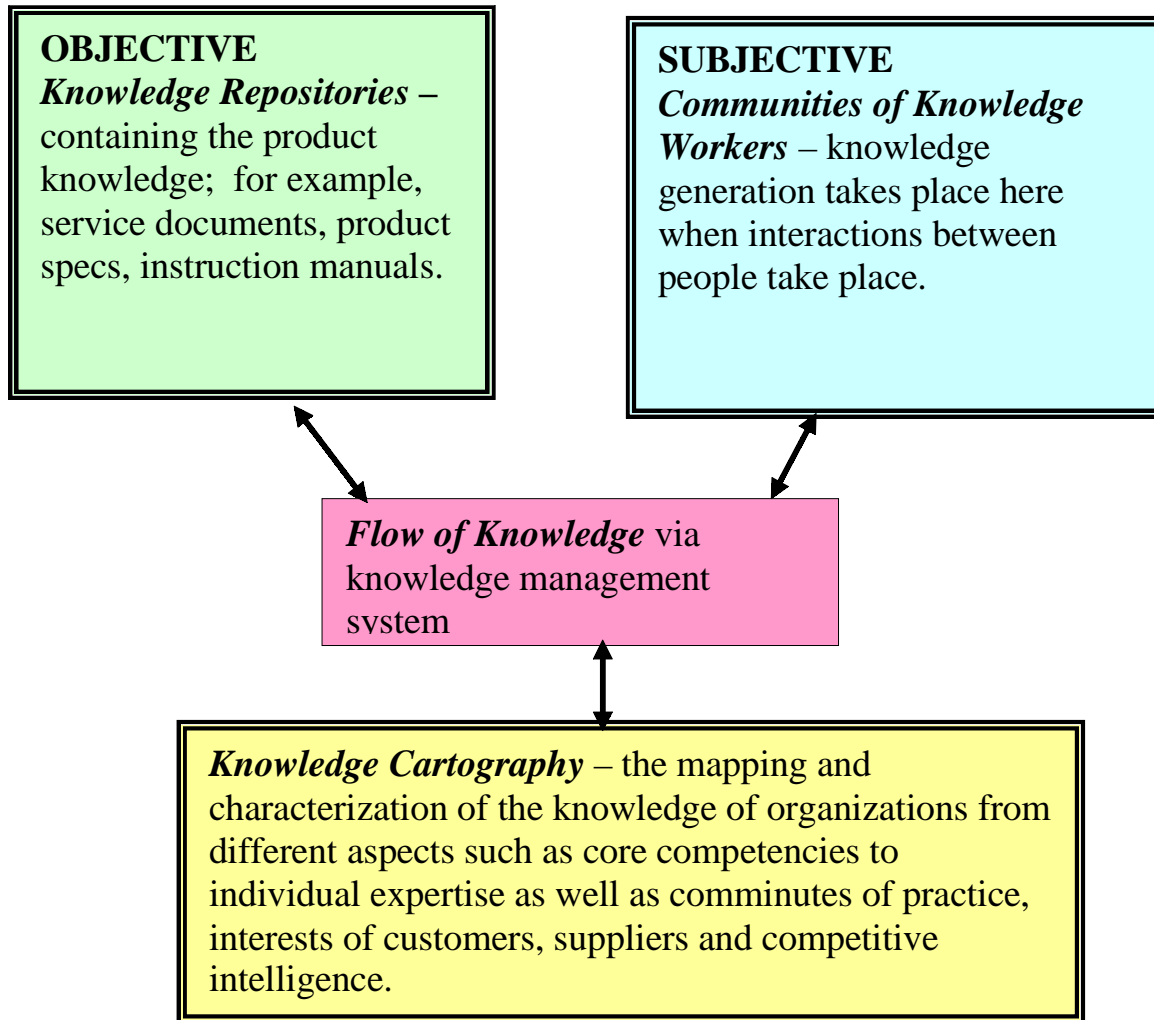 OBJECTIVE
Knowledge Repositories –
containing the product
knowledge; for example,
service documents, product
specs, instruction manuals.
SUBJECTIVE
Communities of Knowledge
Workers – knowledge
generation takes place here
when interactions between
people take place.
Flow of Knowledge via
knowledge management
system
Knowledge Cartography – the mapping and
characterization of the knowledge of organizations from
different aspects such as core competencies to
individual expertise as well as comminutes of practice,
interests of customers, suppliers and competitive
intelligence.